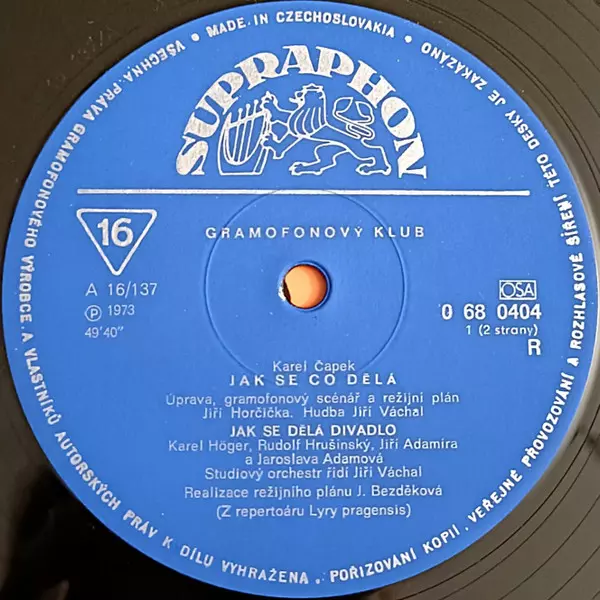 MADE IN CZECHOSLOVAKIA
VŠECHNA PRÁVA GRAMOFONOVÉHO VÝROBCE A VLASTNÍKŮ AUTORSKÝCH PRÁV K DÍLU VYHRAŽENA. POŘIZOVÁNÍ KOPIÍ, VEŘEJNÉ PROVOZOVÁNÍ A ROZHLASOVÉ ŠÍŘENÍ TÉTO DESKY JE ZAKÁZÁNO
SUPRAPHON
GRAMOFONOVÝ KLUB
16
A 16/137
Ⓟ 1973
49'40"
OSA
0 68 0404
1 (2 strany)
R
Karel Čapek
JAK SE CO DĚLÁ
Úprava, gramofonový scénář a režijní plán
Jiří Horčička. Hudba Jiří Váchal
JAK SE DĚLÁ DIVADLO
Karel Höger, Rudolf Hrušínský, Jiří Adamíra
a Jaroslava Adamová
Studiový orchestr řídí Jiří Váchal
Realizace režijního plánu J. Bezděková
(Z repertoáru Lyry pragensis)